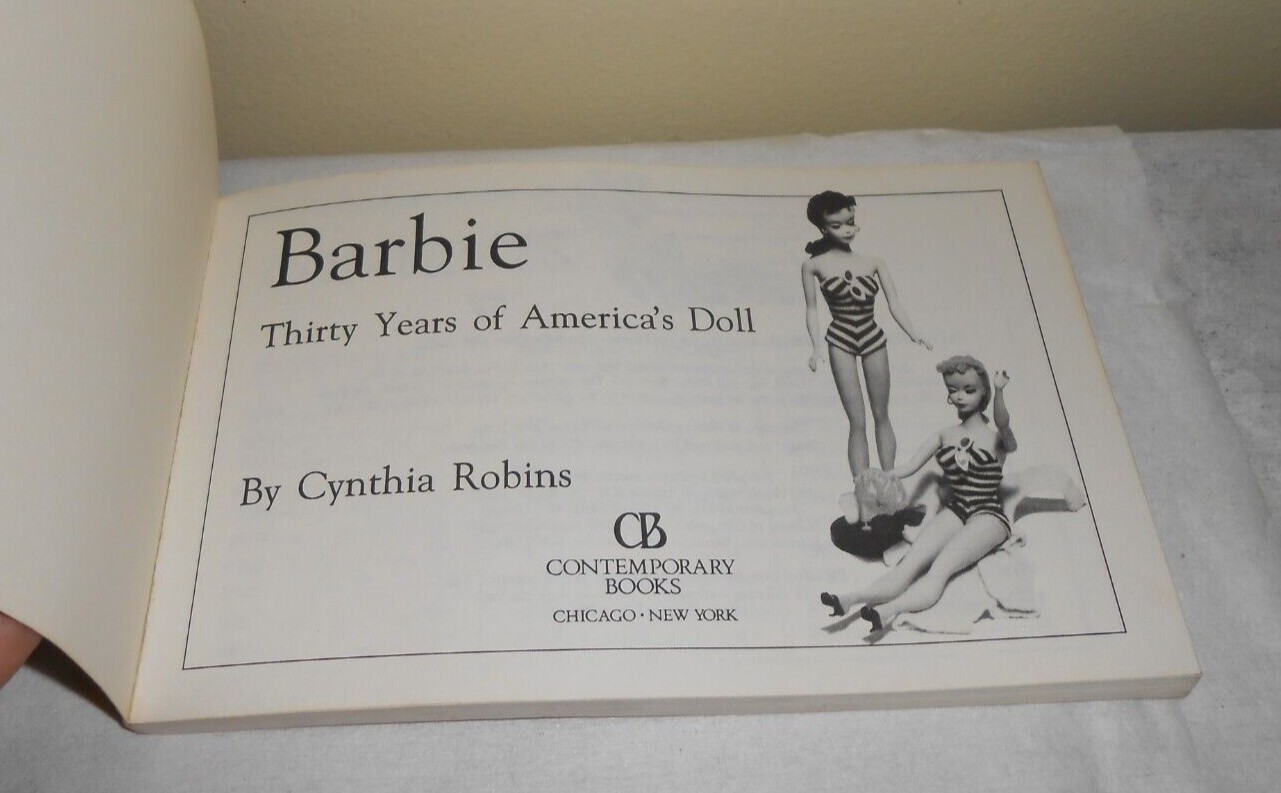 Barbie
Thirty Years of America's Doll
By Cynthia Robins
CB
CONTEMPORARY
BOOKS
CHICAGO • NEW YORK